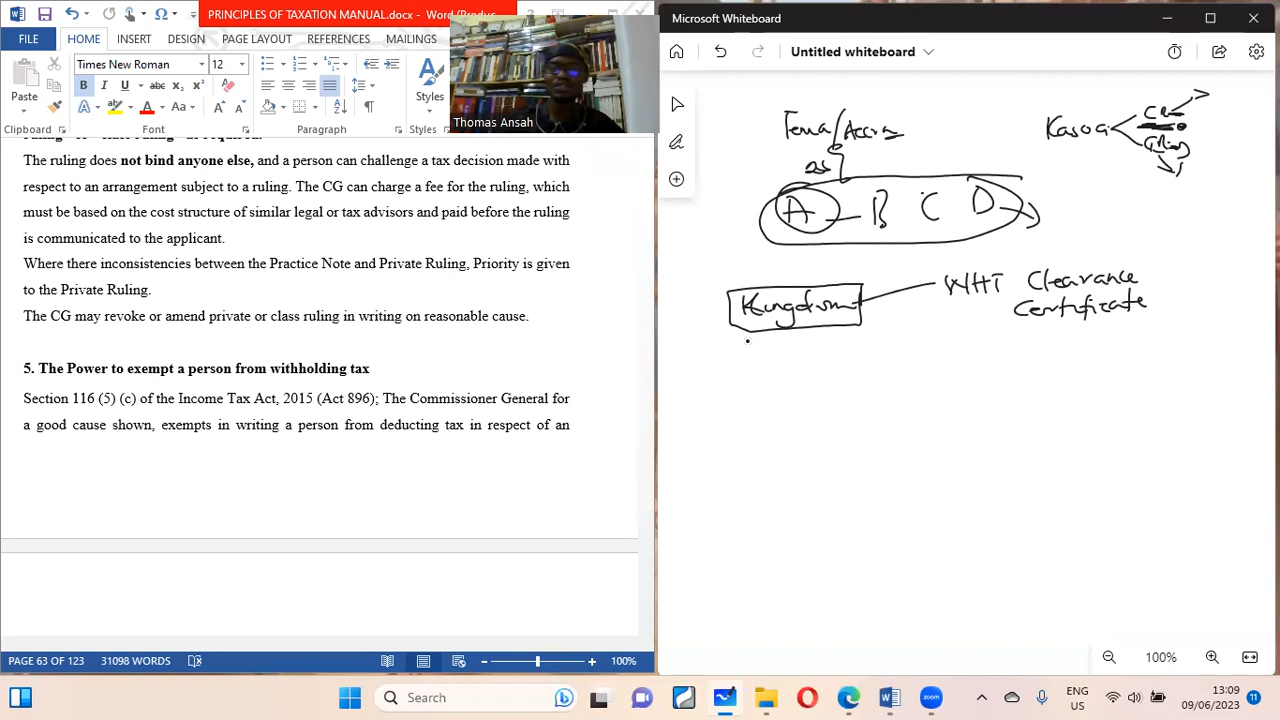 PRINCIPLES OF TAXATION MANUAL.docx - Word (Produc
FILE HOME INSERT DESIGN PAGE LAYOUT REFERENCES MAILINGS
Times New Roman 12
Paste
B I U abc X₂ X²
Aa
Styles
Clipboard Font Paragraph Styles
Thomas Ansah
The ruling does not bind anyone else, and a person can challenge a tax decision made with
respect to an arrangement subject to a ruling. The CG can charge a fee for the ruling, which
must be based on the cost structure of similar legal or tax advisors and paid before the ruling
is communicated to the applicant.
Where there inconsistencies between the Practice Note and Private Ruling, Priority is given
to the Private Ruling.
The CG may revoke or amend private or class ruling in writing on reasonable cause.
5. The Power to exempt a person from withholding tax
Section 116 (5) (c) of the Income Tax Act, 2015 (Act 896); The Commissioner General for
a good cause shown, exempts in writing a person from deducting tax in respect of an
PAGE 63 OF 123 31098 WORDS 100%
Microsoft Whiteboard
Untitled whiteboard
Tema/Accra
Kasoa
A B C D
Kingdom WHT Clearance
Certificate
100%
Search
ENG
US
13:09
09/06/2023
11